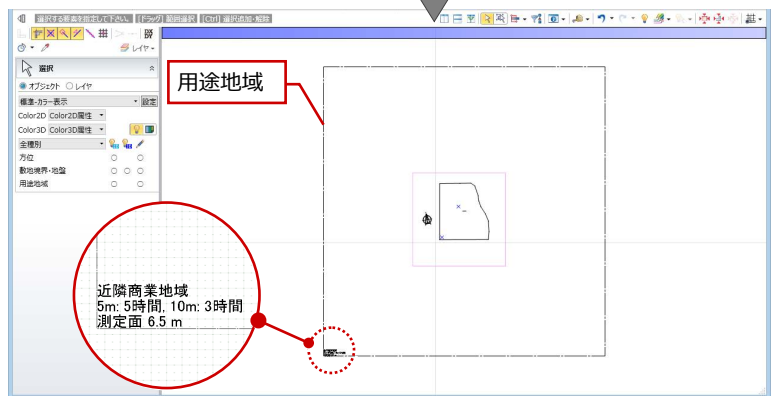 選択する要素を指定して下さい。 [ドラッグ] 範囲選択 [Ctrl] 選択追加・解除
レイヤ
選択
オブジェクト レイヤ
標準-カラー表示 設定
Color2D Color2D属性
Color3D Color3D属性
全種別
方位
敷地境界・地盤
用途地域
用途地域
近隣商業地域
5m: 5時間, 10m: 3時間
測定面 6.5 m